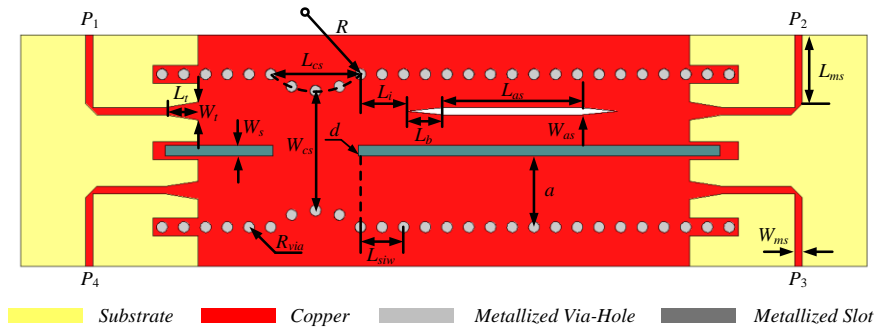 P1
P2
R
Lcs
Lms
Lt
Li
Las
Wt
Ws
Wcs
d
Lb
Was
a
Rvia
Lsiw
Wms
P4
P3
Substrate
Copper
Metallized Via-Hole
Metallized Slot